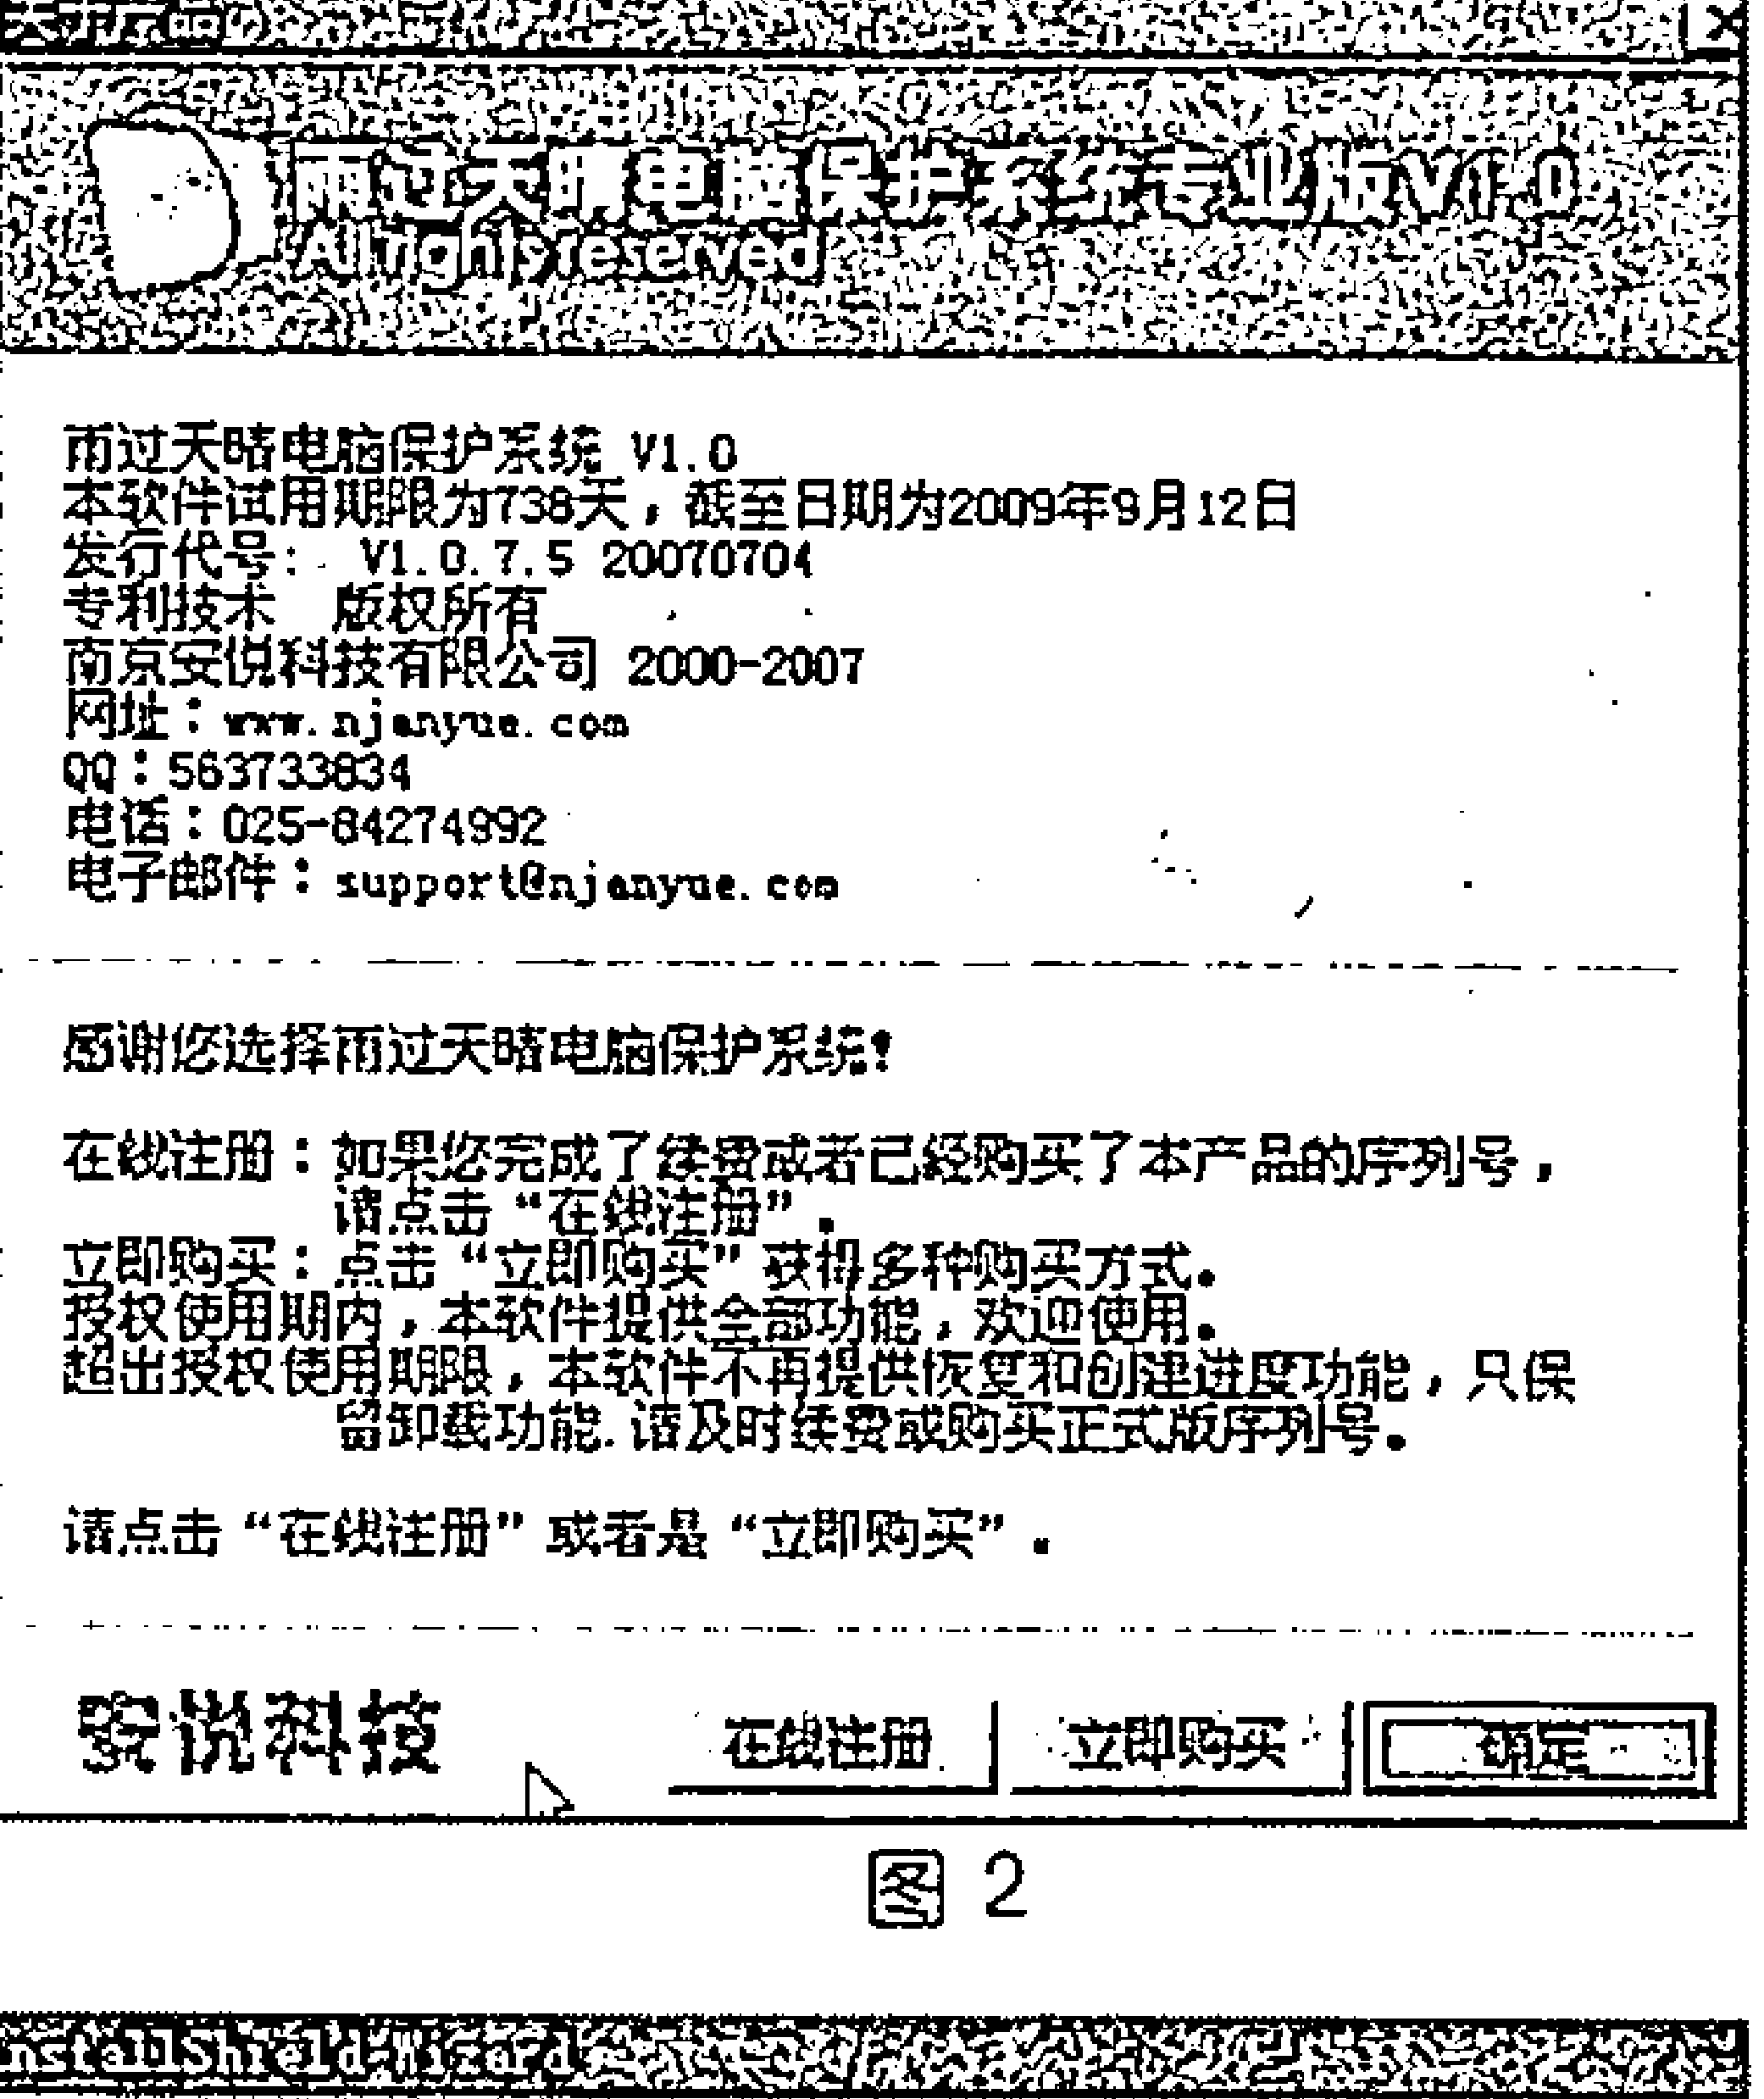 关于产品
雨过天晴电脑保护系统专业版V1.0
All rights reserved
雨过天晴电脑保护系统 V1.0
本软件试用期限为738天，截至日期为2009年9月12日
发行代号: V1.0.7.5 20070704
专利技术 版权所有
南京安悦科技有限公司 2000-2007
网址：www.njanyue.com
QQ：563733834
电话：025-84274992
电子邮件：support@njanyue.com
感谢您选择雨过天晴电脑保护系统!
在线注册：如果您完成了续费或者已经购买了本产品的序列号，
请点击“在线注册”.
立即购买：点击“立即购买”获得多种购买方式。
授权使用期内，本软件提供全部功能，欢迎使用。
超出授权使用期限，本软件不再提供恢复和创建进度功能，只保
留卸载功能.请及时续费或购买正式版序列号。
请点击“在线注册”或者是“立即购买”.
安悦科技
在线注册 立即购买 确定
图 2
InstallShield Wizard